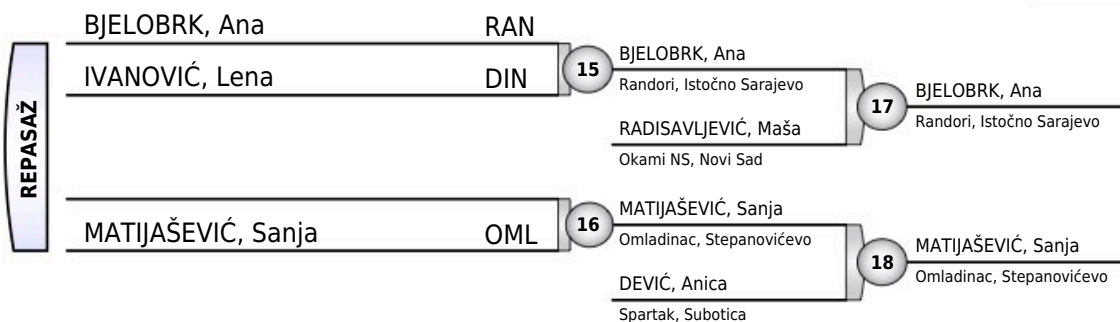 BJELOBRK, Ana RAN
IVANOVIĆ, Lena DIN
15
BJELOBRK, Ana
Randori, Istočno Sarajevo
RADISAVLJEVIĆ, Maša
Okami NS, Novi Sad
17
BJELOBRK, Ana
Randori, Istočno Sarajevo
REPASAŽ
MATIJAŠEVIĆ, Sanja OML
16
MATIJAŠEVIĆ, Sanja
Omladinac, Stepanovićevo
DEVIĆ, Anica
Spartak, Subotica
18
MATIJAŠEVIĆ, Sanja
Omladinac, Stepanovićevo